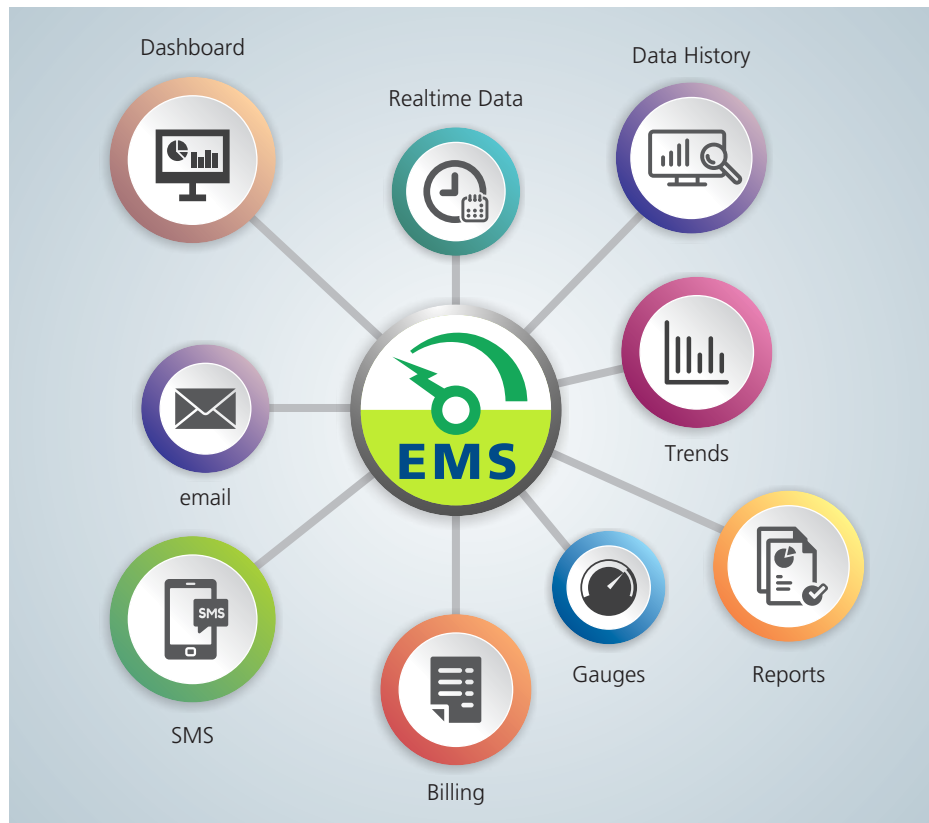 Dashboard
Data History
Realtime Data
EMS
Trends
email
SMS
Gauges
Reports
SMS
Billing